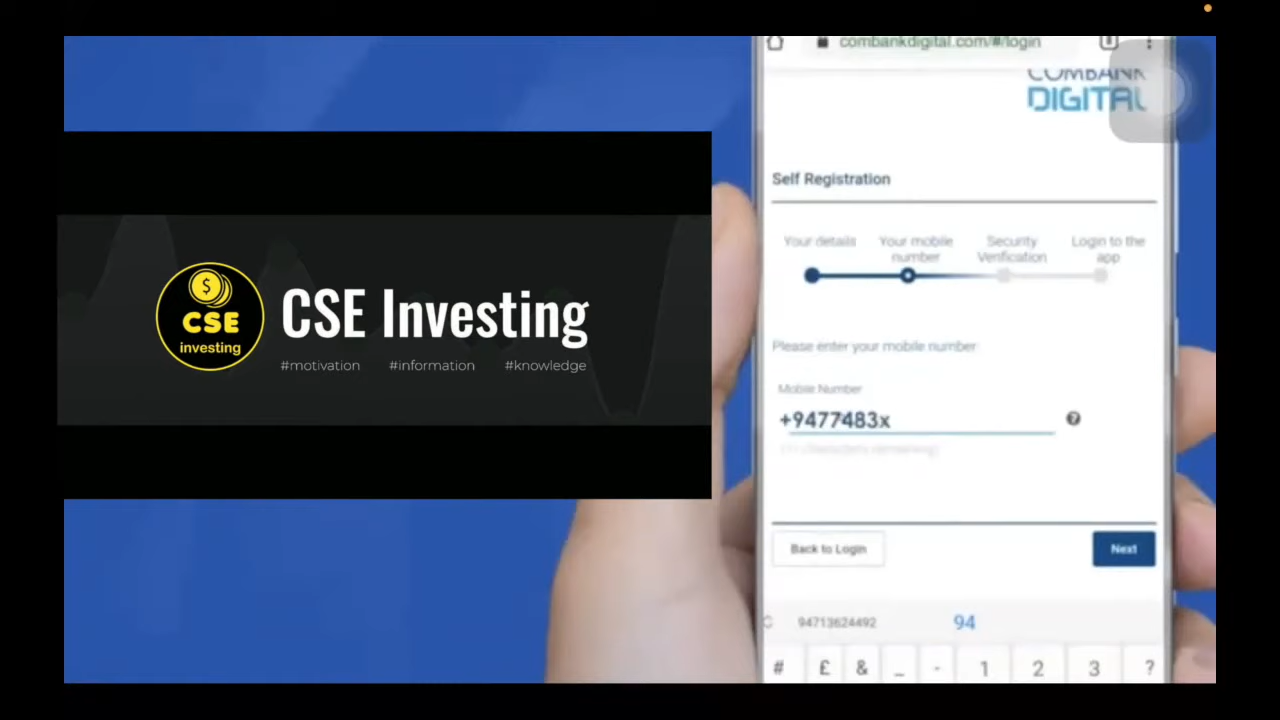 combankdigital.com/#/login
COMBANK
DIGITAL
Self Registration
Your details
Your mobile
number
Security
Verification
Login to the
app
Please enter your mobile number
Mobile Number
+9477483x
Back to Login
Next
94713624492
94
# £ & _ - 1 2 3 ?
$
CSE
investing
CSE Investing
#motivation #information #knowledge